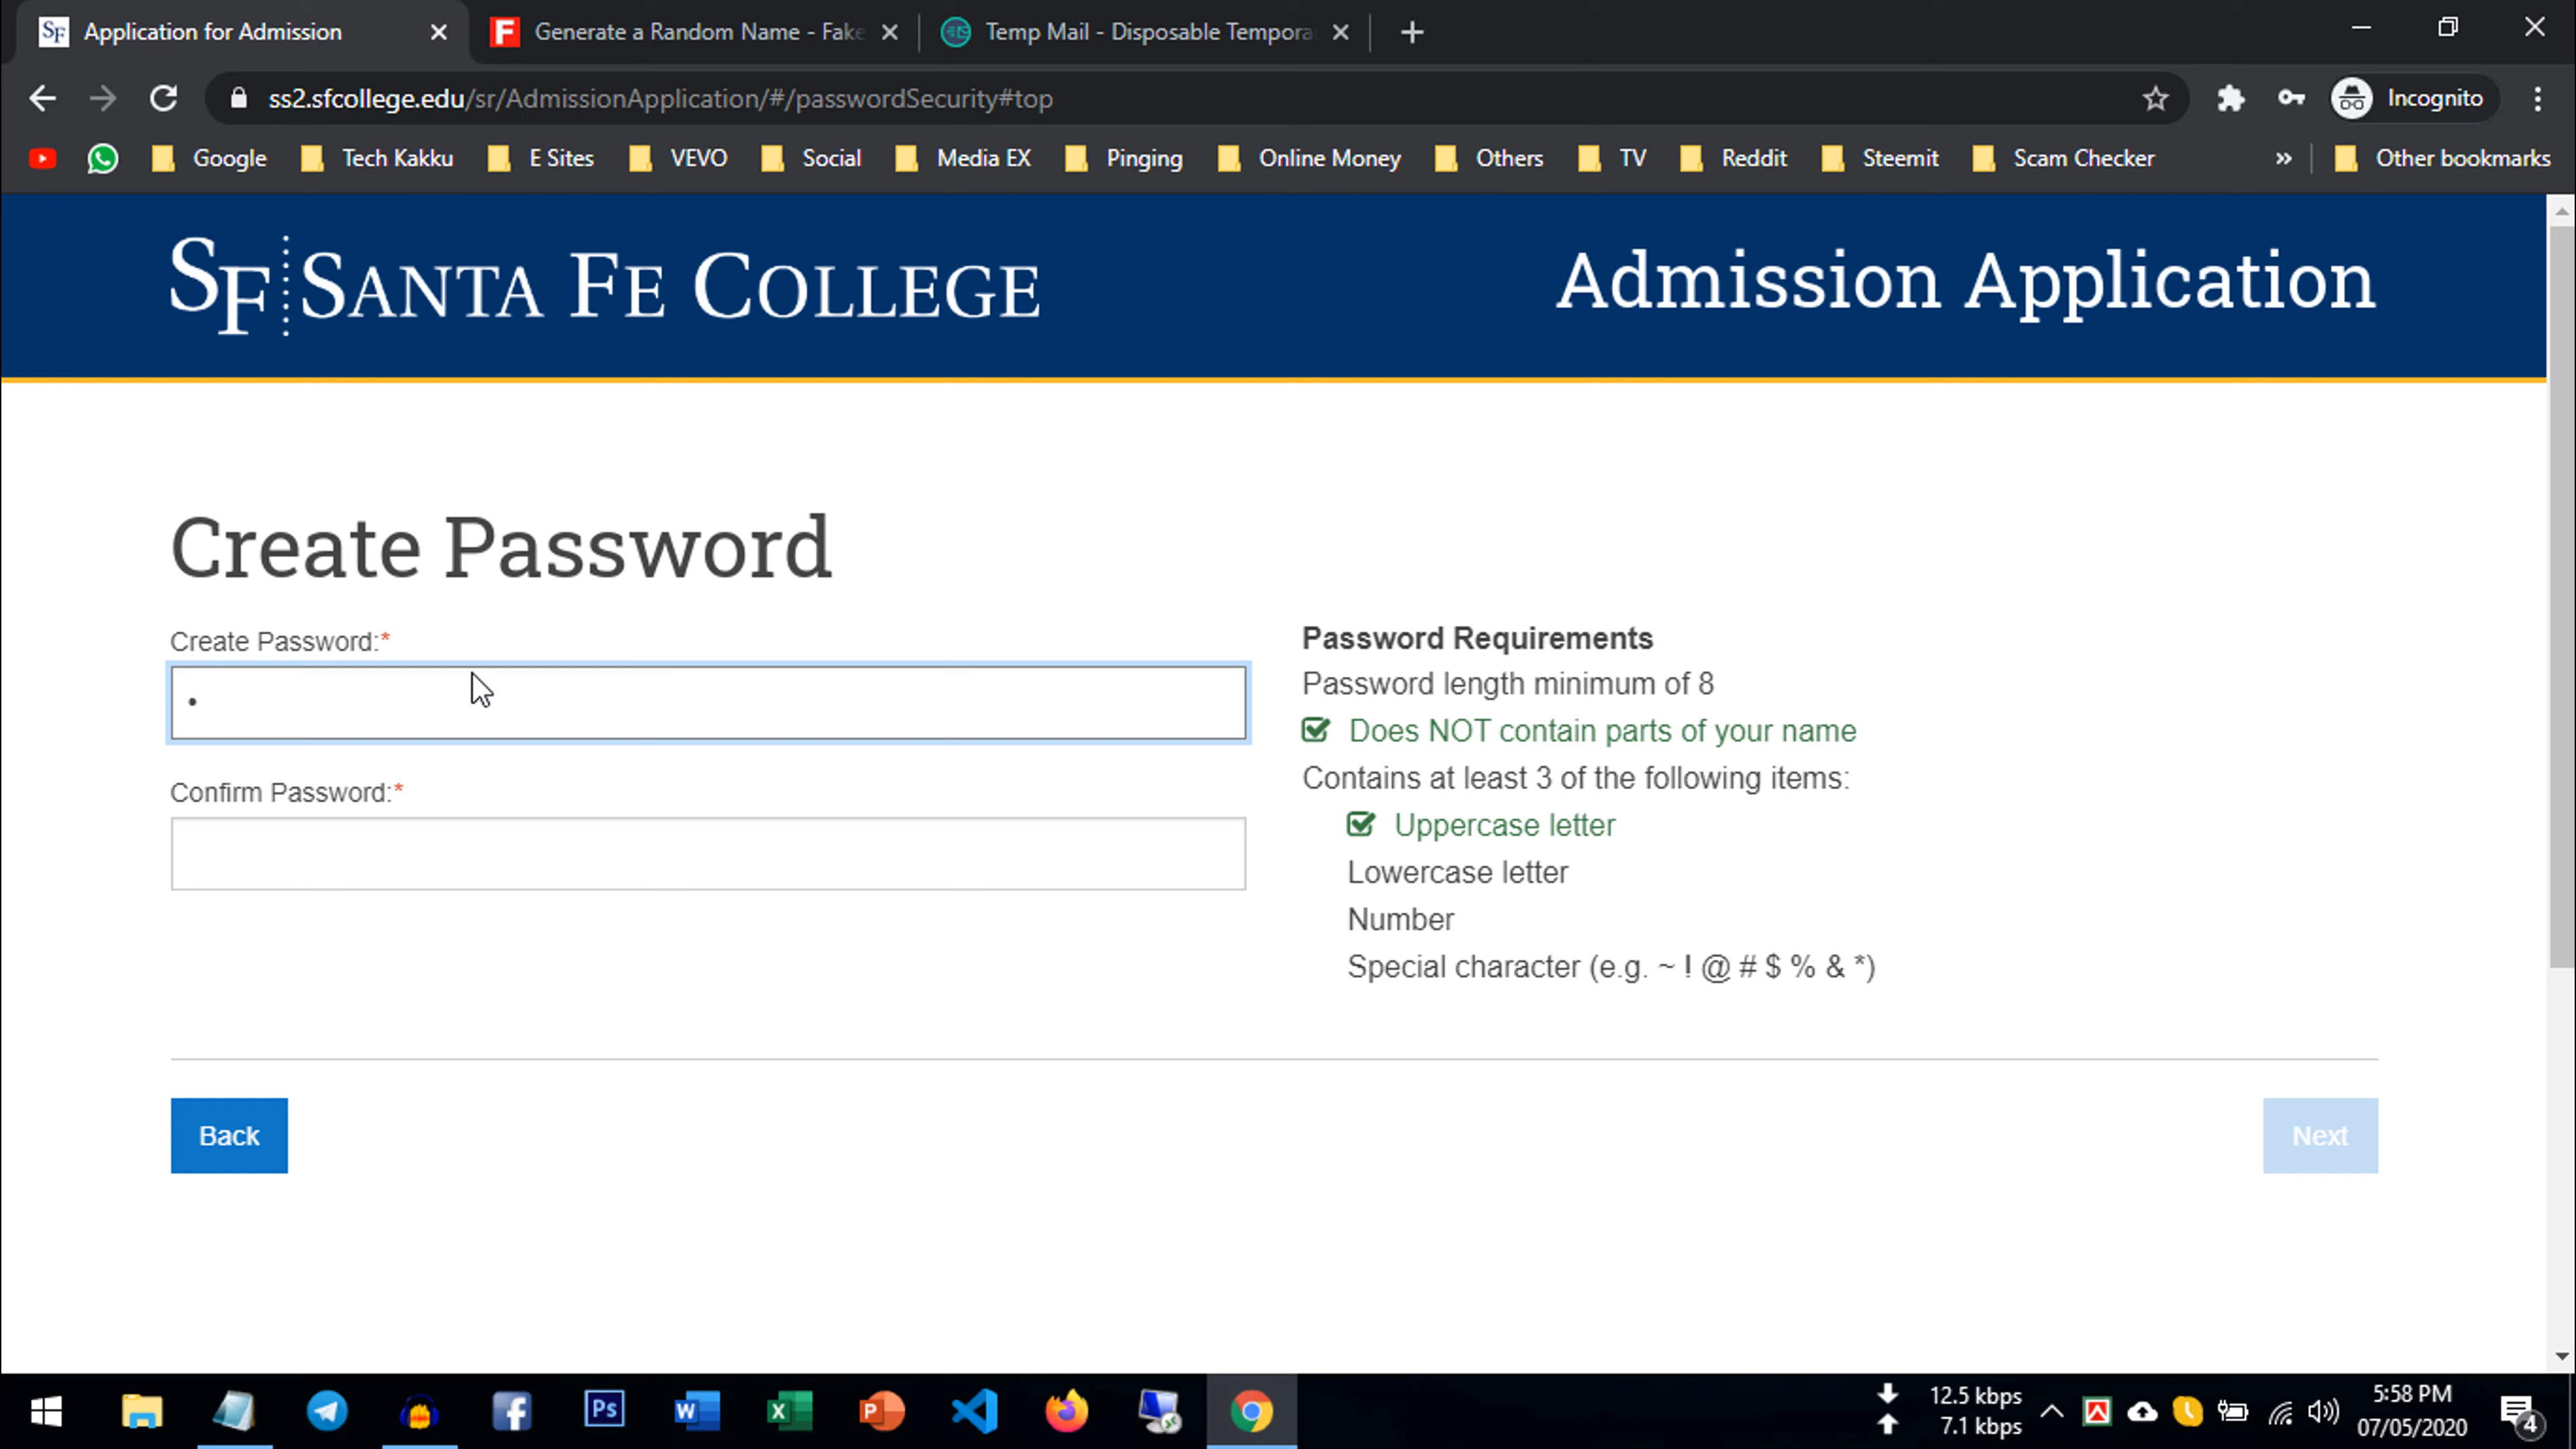 SF Application for Admission
F Generate a Random Name - Fake
Temp Mail - Disposable Tempora
ss2.sfcollege.edu/sr/AdmissionApplication/#/passwordSecurity#top
Incognito
Google Tech Kakku E Sites VEVO Social Media EX Pinging Online Money Others TV Reddit Steemit Scam Checker » Other bookmarks
SF SANTA FE COLLEGE
Admission Application
Create Password
Create Password:*
•
Confirm Password:*
Password Requirements
Password length minimum of 8
Does NOT contain parts of your name
Contains at least 3 of the following items:
Uppercase letter
Lowercase letter
Number
Special character (e.g. ~ ! @ # $ % & *)
Back
Next
Ps
W
X
P
12.5 kbps
7.1 kbps
5:58 PM
07/05/2020
4